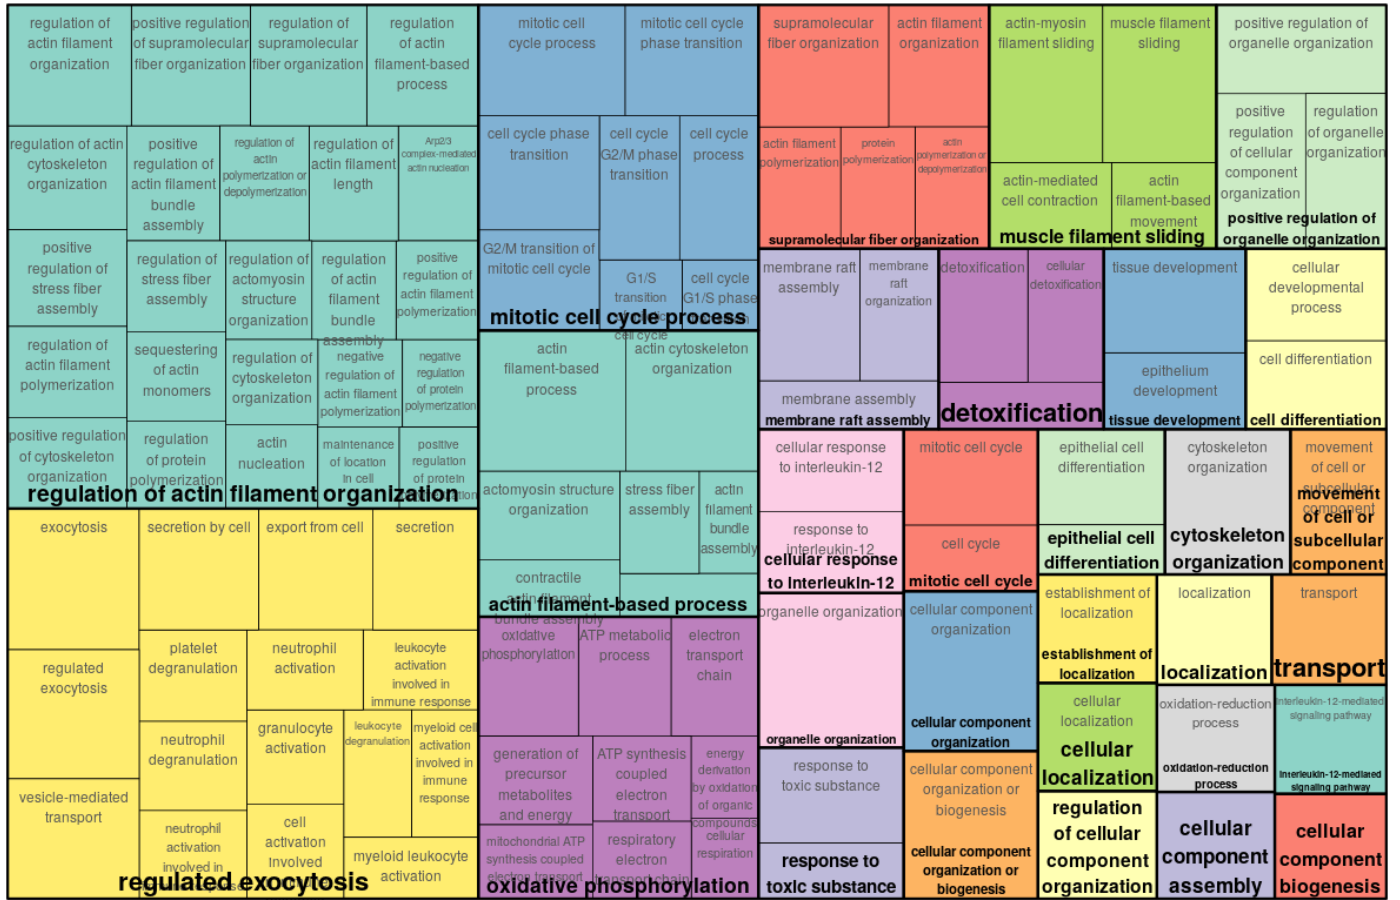 regulation of
actin filament
organization
positive regulation
of supramolecular
fiber organization
regulation of
supramolecular
fiber organization
regulation
of actin
filament-based
process
regulation of actin
cytoskeleton
organization
positive
regulation of
actin filament
bundle
assembly
regulation of
actin
polymerization or
depolymerization
regulation of
actin filament
length
Arp2/3
complex-mediated
actin nucleation
positive
regulation of
stress fiber
assembly
regulation of
stress fiber
assembly
regulation of
actomyosin
structure
organization
regulation
of actin
filament
bundle
assembly
positive
regulation of
actin filament
polymerization
regulation of
actin filament
polymerization
sequestering
of actin
monomers
regulation of
cytoskeleton
organization
negative
regulation of
actin filament
polymerization
negative
regulation
of protein
polymerization
positive regulation
of cytoskeleton
organization
regulation
of protein
polymerization
actin
nucleation
maintenance
of location
in cell
positive
regulation
of protein
regulation of actin filament organization
exocytosis
secretion by cell
export from cell
secretion
regulated
exocytosis
platelet
degranulation
neutrophil
activation
leukocyte
activation
involved in
immune response
neutrophil
degranulation
granulocyte
activation
leukocyte
degranulation
myeloid cell
activation
involved in
immune
response
vesicle-mediated
transport
neutrophil
activation
involved in
cell
activation
involved
myeloid leukocyte
activation
regulated exocytosis
mitotic cell
cycle process
mitotic cell cycle
phase transition
cell cycle phase
transition
cell cycle
G2/M phase
transition
cell cycle
process
G2/M transition of
mitotic cell cycle
G1/S
transition
of mitotic
cell cycle
cell cycle
G1/S phase
mitotic cell cycle process
actin
filament-based
process
actin cytoskeleton
organization
actomyosin structure
organization
stress fiber
assembly
actin
filament
bundle
assembly
contractile
actin filament
bundle assembly
actin filament-based process
oxidative
phosphorylation
ATP metabolic
process
electron
transport
chain
generation of
precursor
metabolites
and energy
ATP synthesis
coupled
electron
transport
energy
derivation
by oxidation
of organic
compounds
mitochondrial ATP
synthesis coupled
electron transport
respiratory
electron
transport chain
cellular
respiration
oxidative phosphorylation
supramolecular
fiber organization
actin filament
organization
actin filament
polymerization
protein
polymerization
actin
polymerization or
depolymerization
supramolecular fiber organization
actin-myosin
filament sliding
muscle filament
sliding
actin-mediated
cell contraction
actin
filament-based
movement
muscle filament sliding
positive regulation of
organelle organization
positive
regulation
of cellular
component
organization
regulation
of organelle
organization
positive regulation of
organelle organization
membrane raft
assembly
membrane
raft
organization
membrane assembly
membrane raft assembly
detoxification
cellular
detoxification
detoxification
tissue development
epithelium
development
tissue development
cellular
developmental
process
cell differentiation
cell differentiation
cellular response
to interleukin-12
response to
interleukin-12
cellular response
to interleukin-12
mitotic cell cycle
cell cycle
mitotic cell cycle
epithelial cell
differentiation
epithelial cell
differentiation
cytoskeleton
organization
cytoskeleton
organization
movement
of cell or
subcellular
component
movement
of cell or
subcellular
component
organelle organization
organelle organization
cellular component
organization
cellular component
organization
establishment of
localization
establishment of
localization
localization
localization
transport
transport
cellular
localization
cellular
localization
oxidation-reduction
process
oxidation-reduction
process
interleukin-12-mediated
signaling pathway
interleukin-12-mediated
signaling pathway
response to
toxic substance
response to
toxic substance
cellular component
organization or
biogenesis
cellular component
organization or
biogenesis
regulation
of cellular
component
organization
cellular
component
assembly
cellular
component
biogenesis